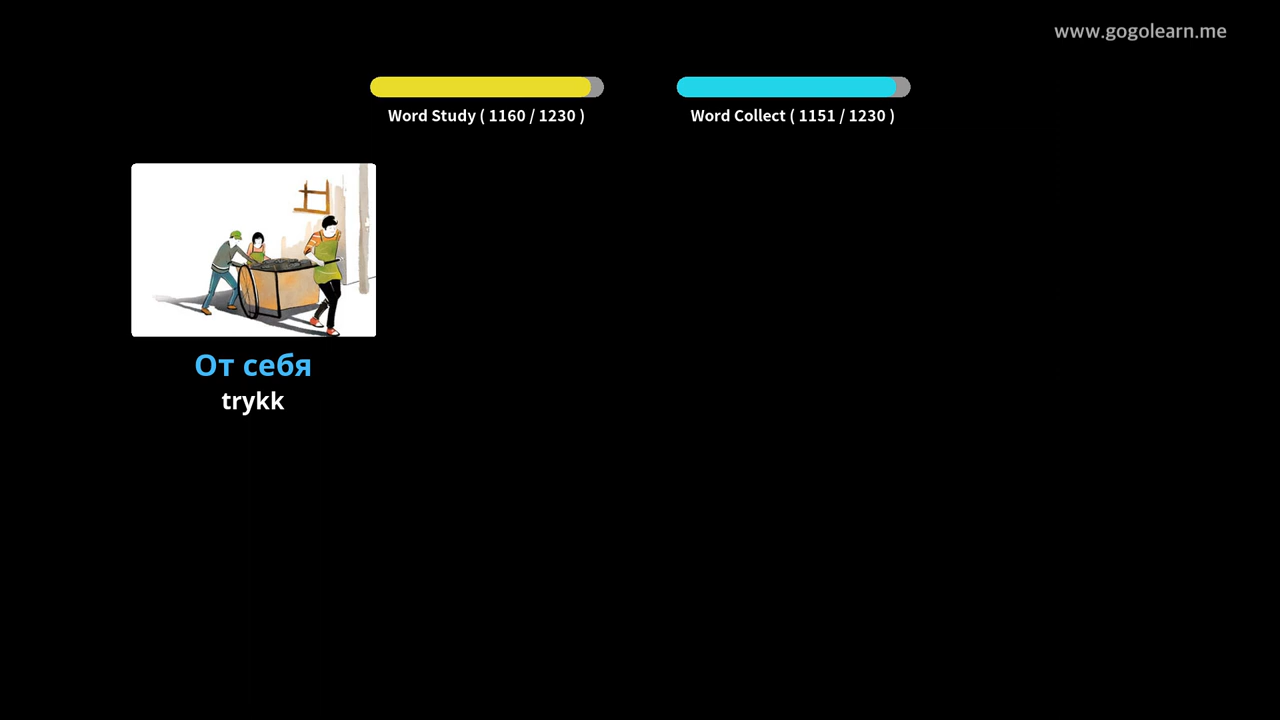 www.gogolearn.me
Word Study ( 1160 / 1230 )
Word Collect ( 1151 / 1230 )
От себя
trykk